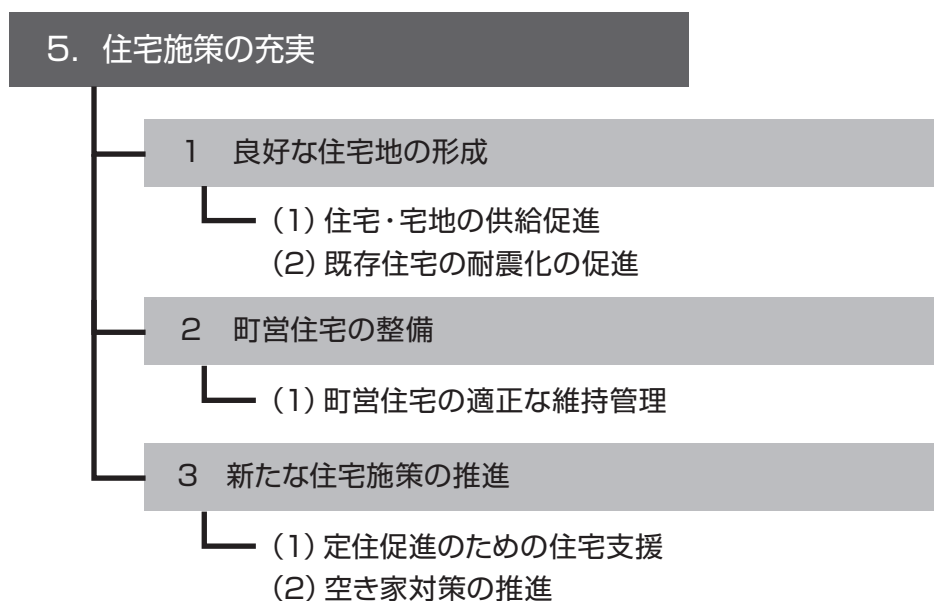 5. 住宅施策の充実
1 良好な住宅地の形成
(1) 住宅・宅地の供給促進
(2) 既存住宅の耐震化の促進
2 町営住宅の整備
(1) 町営住宅の適正な維持管理
3 新たな住宅施策の推進
(1) 定住促進のための住宅支援
(2) 空き家対策の推進